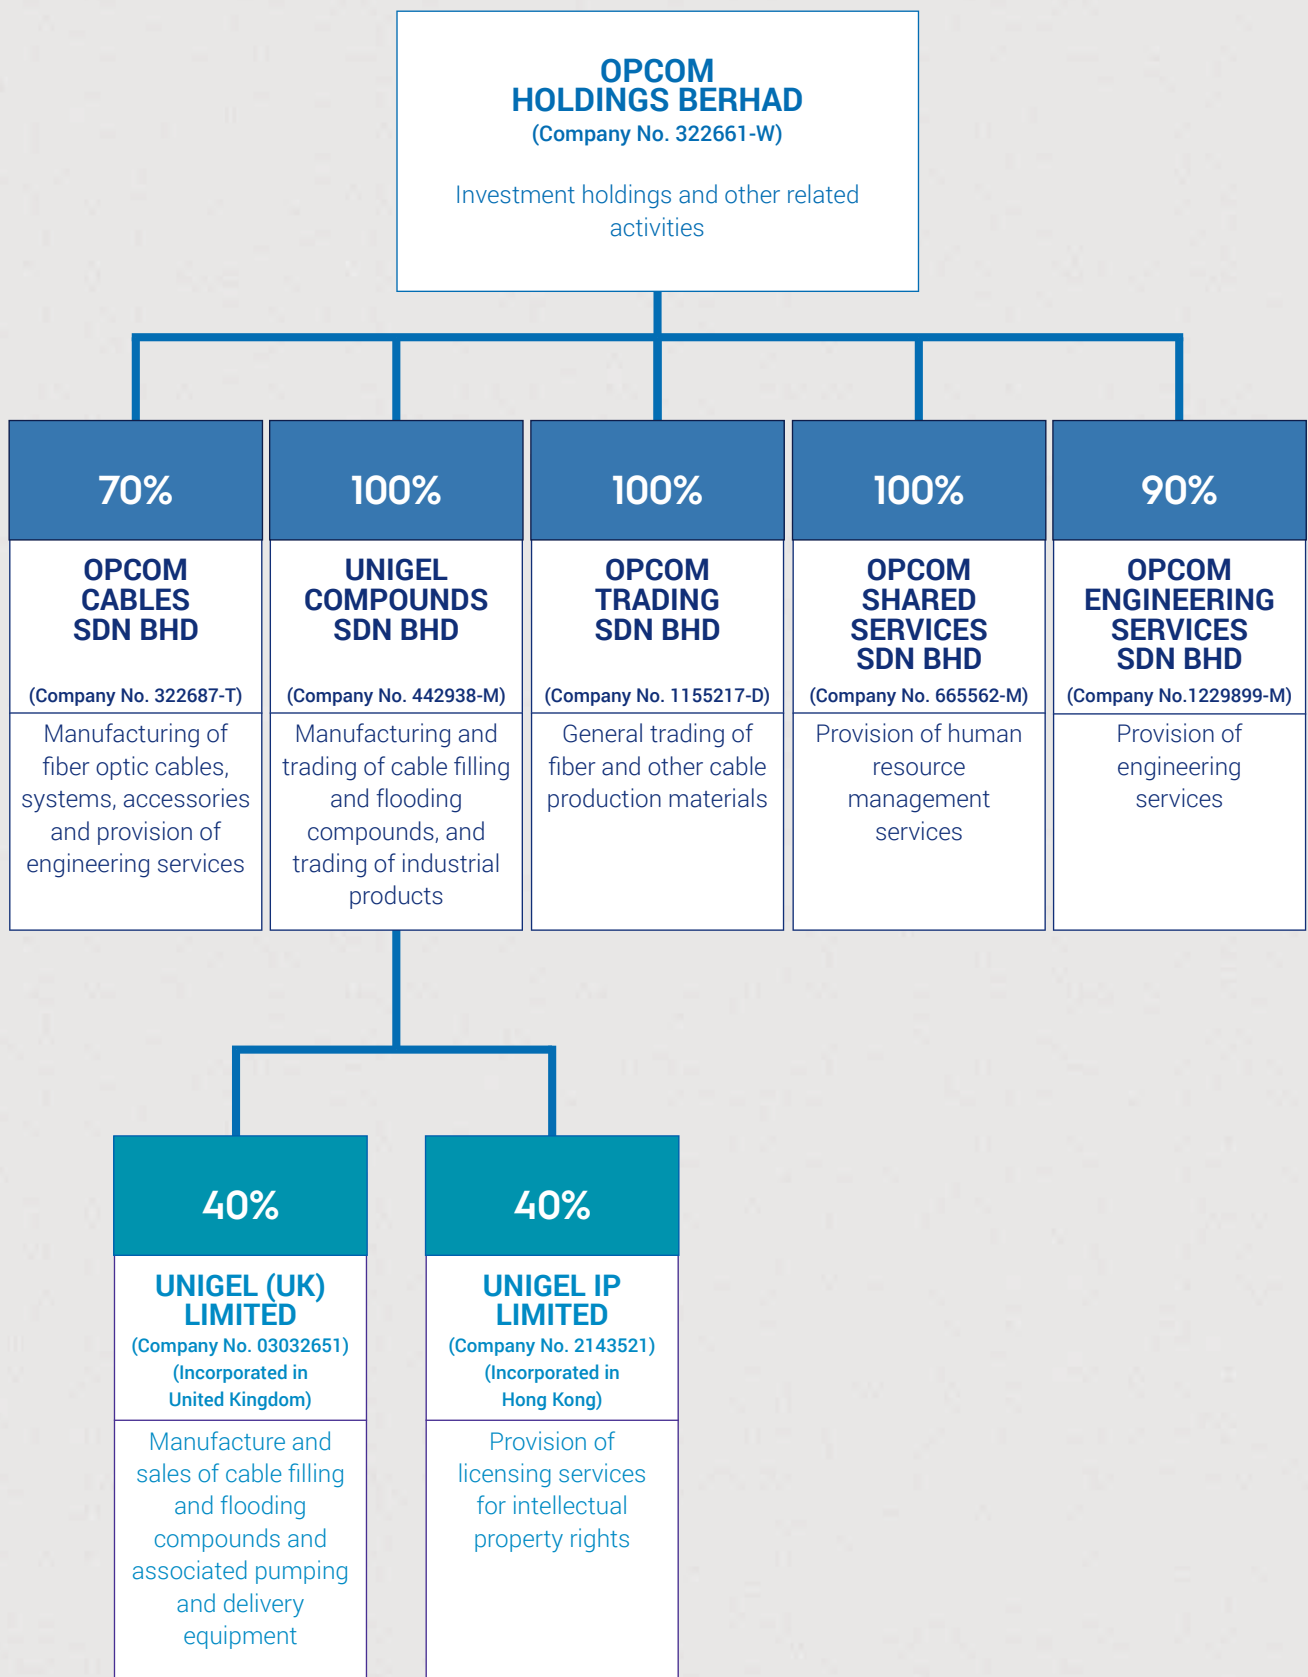 OPCOM
HOLDINGS BERHAD
(Company No. 322661-W)
Investment holdings and other related
activities
70%
OPCOM
CABLES
SDN BHD
(Company No. 322687-T)
Manufacturing of
fiber optic cables,
systems, accessories
and provision of
engineering services
100%
UNIGEL
COMPOUNDS
SDN BHD
(Company No. 442938-M)
Manufacturing and
trading of cable filling
and flooding
compounds, and
trading of industrial
products
100%
OPCOM
TRADING
SDN BHD
(Company No. 1155217-D)
General trading of
fiber and other cable
production materials
100%
OPCOM
SHARED
SERVICES
SDN BHD
(Company No. 665562-M)
Provision of human
resource
management
services
90%
OPCOM
ENGINEERING
SERVICES
SDN BHD
(Company No.1229899-M)
Provision of
engineering
services
40%
UNIGEL (UK)
LIMITED
(Company No. 03032651)
(Incorporated in
United Kingdom)
Manufacture and
sales of cable filling
and flooding
compounds and
associated pumping
and delivery
equipment
40%
UNIGEL IP
LIMITED
(Company No. 2143521)
(Incorporated in
Hong Kong)
Provision of
licensing services
for intellectual
property rights